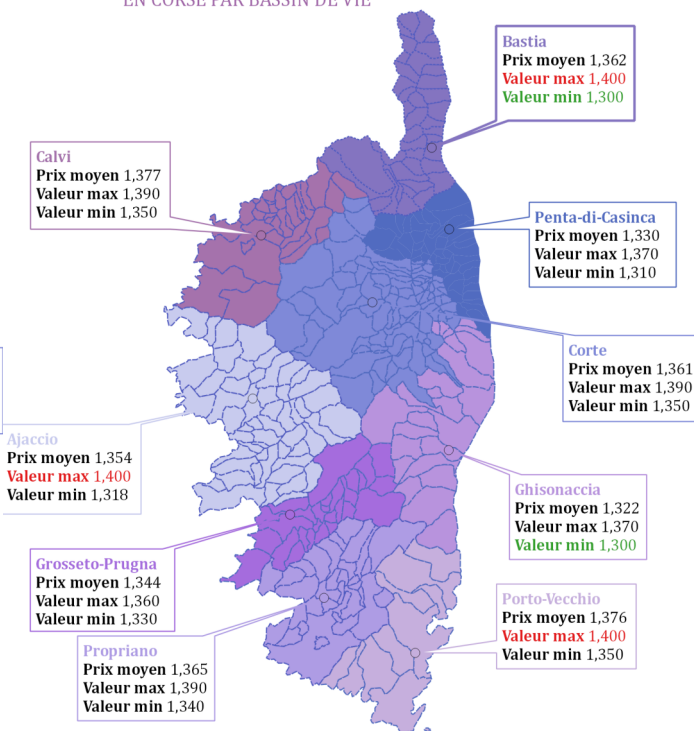 EN CORSE PAR BASSIN DE VIE
Bastia
Prix moyen 1,362
Valeur max 1,400
Valeur min 1,300
Calvi
Prix moyen 1,377
Valeur max 1,390
Valeur min 1,350
Penta-di-Casinca
Prix moyen 1,330
Valeur max 1,370
Valeur min 1,310
Corte
Prix moyen 1,361
Valeur max 1,390
Valeur min 1,350
Ajaccio
Prix moyen 1,354
Valeur max 1,400
Valeur min 1,318
Ghisonaccia
Prix moyen 1,322
Valeur max 1,370
Valeur min 1,300
Grosseto-Prugna
Prix moyen 1,344
Valeur max 1,360
Valeur min 1,330
Porto-Vecchio
Prix moyen 1,376
Valeur max 1,400
Valeur min 1,350
Propriano
Prix moyen 1,365
Valeur max 1,390
Valeur min 1,340